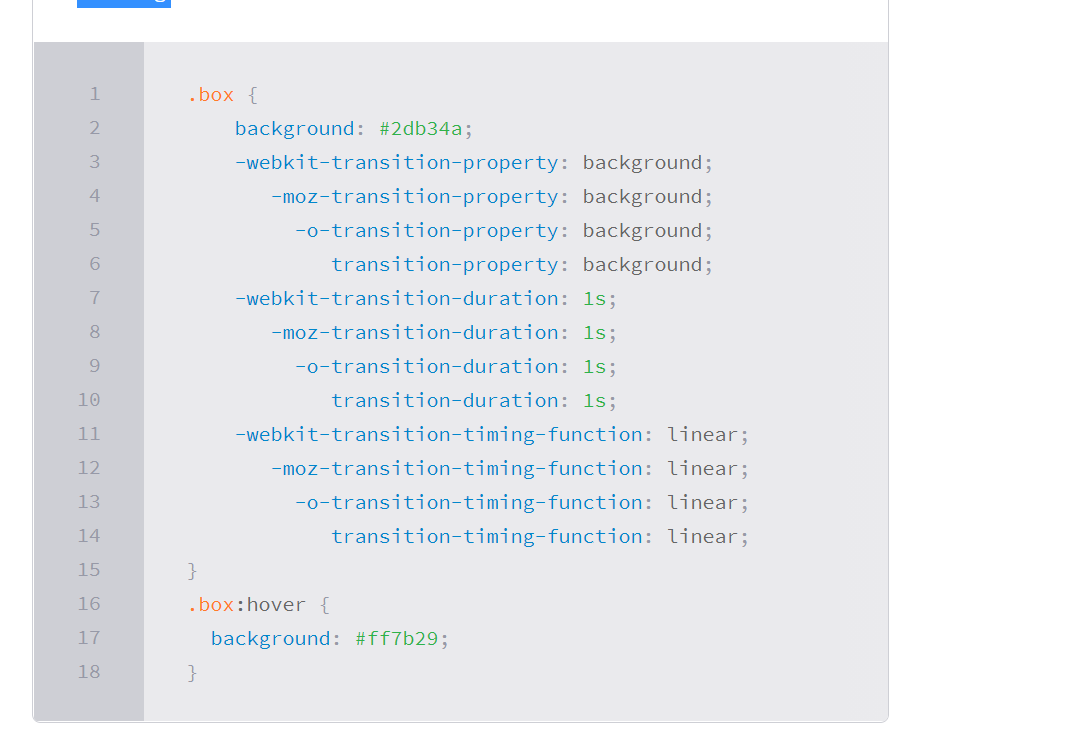 1 .box {
2 background: #2db34a;
3 -webkit-transition-property: background;
4 -moz-transition-property: background;
5 -o-transition-property: background;
6 transition-property: background;
7 -webkit-transition-duration: 1s;
8 -moz-transition-duration: 1s;
9 -o-transition-duration: 1s;
10 transition-duration: 1s;
11 -webkit-transition-timing-function: linear;
12 -moz-transition-timing-function: linear;
13 -o-transition-timing-function: linear;
14 transition-timing-function: linear;
15 }
16 .box:hover {
17 background: #ff7b29;
18 }